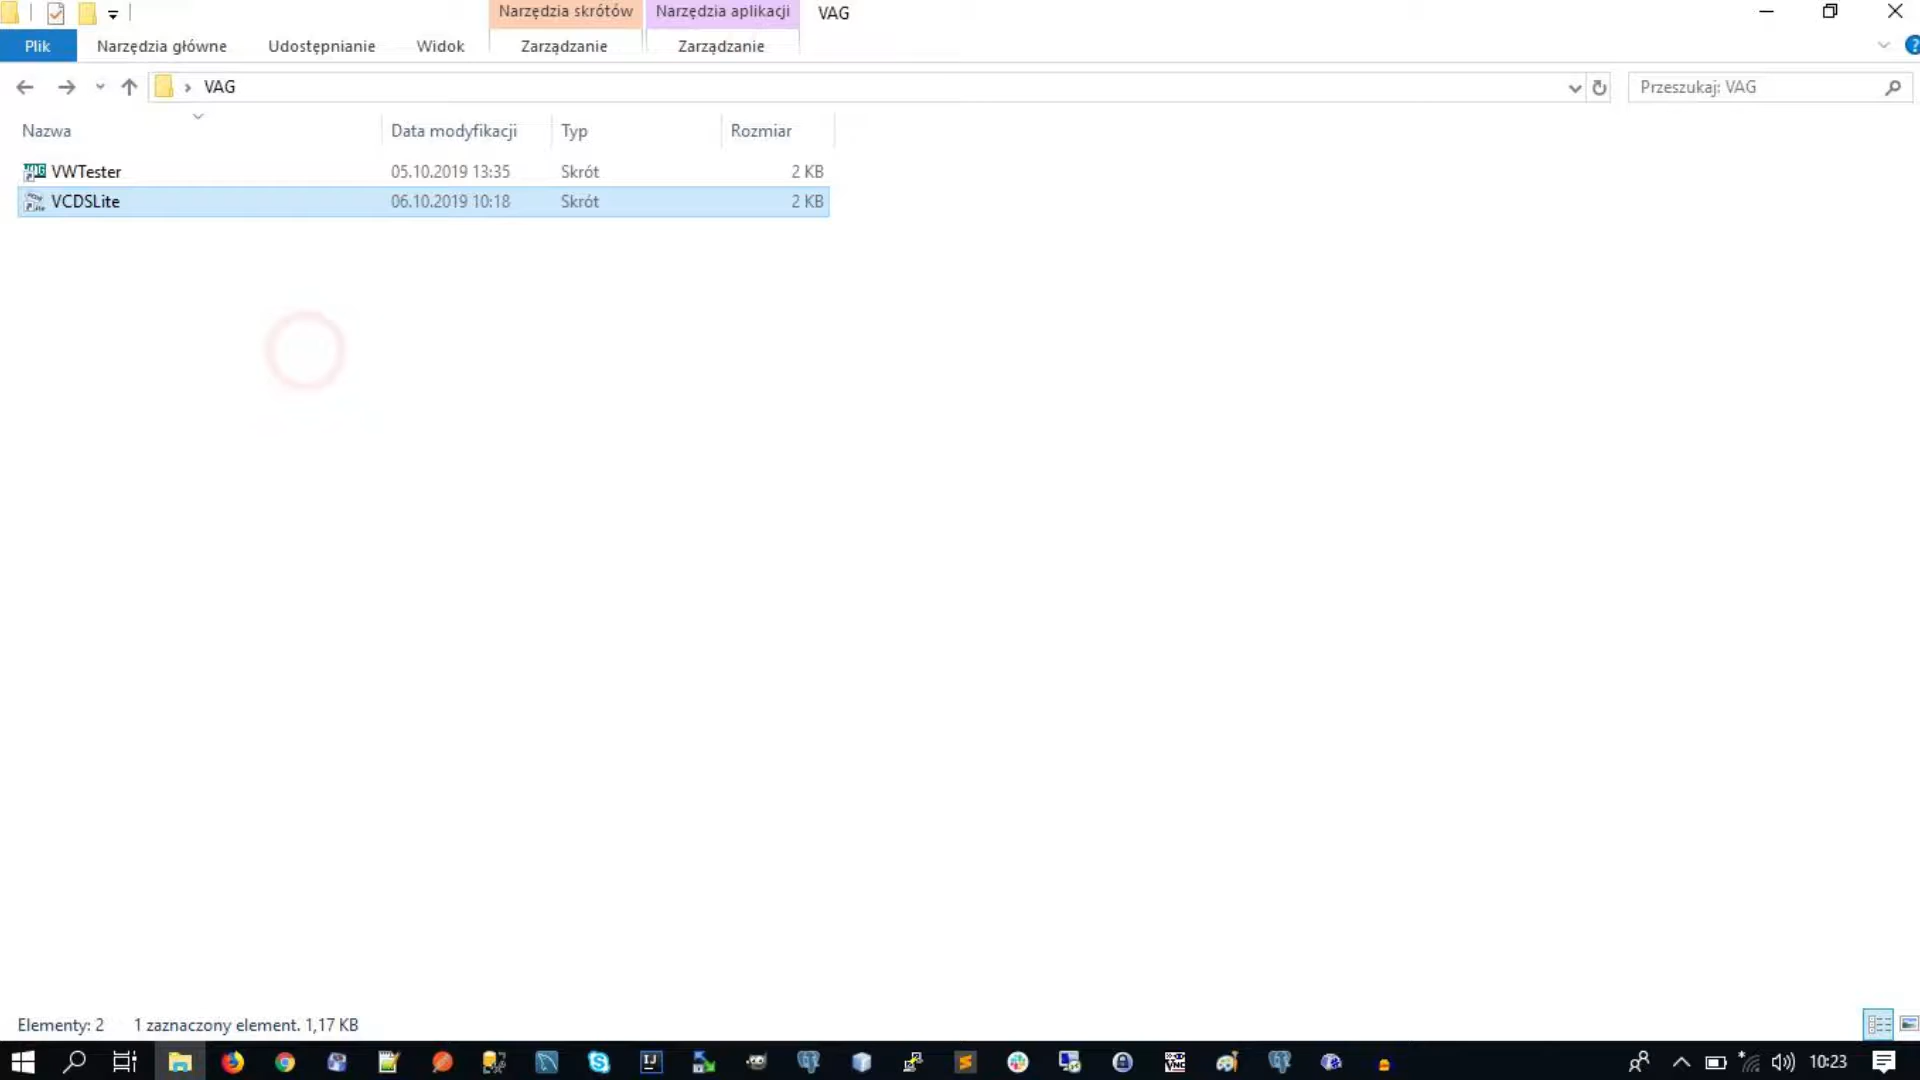 Narzędzia skrótów Narzędzia aplikacji VAG
Plik Narzędzia główne Udostępnianie Widok Zarządzanie Zarządzanie
VAG Przeszukaj: VAG
Nazwa Data modyfikacji Typ Rozmiar
VWTester 05.10.2019 13:35 Skrót 2 KB
VCDSLite 06.10.2019 10:18 Skrót 2 KB
Elementy: 2 1 zaznaczony element. 1,17 KB
10:23